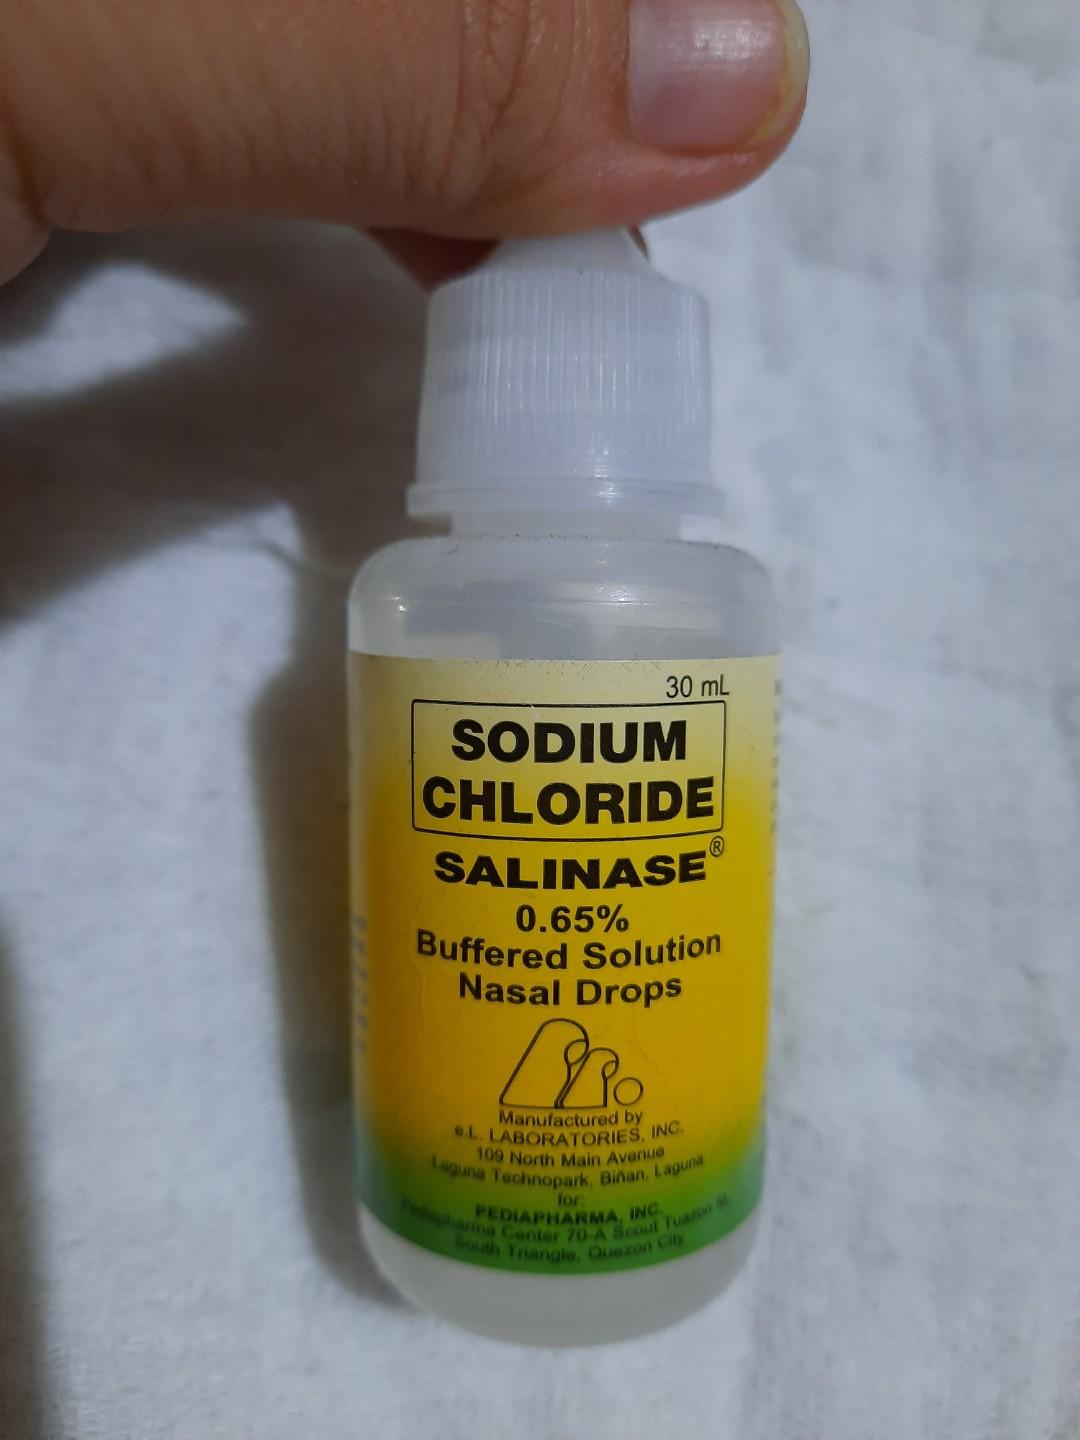 30 mL
SODIUM
CHLORIDE
SALINASE®
0.65%
Buffered Solution
Nasal Drops
Manufactured by
e.L. LABORATORIES, INC.
109 North Main Avenue
Laguna Technopark, Biñan, Laguna
for:
PEDIAPHARMA, INC.
Pediapharma Center 70-A Scout Tuazon St.
South Triangle, Quezon City